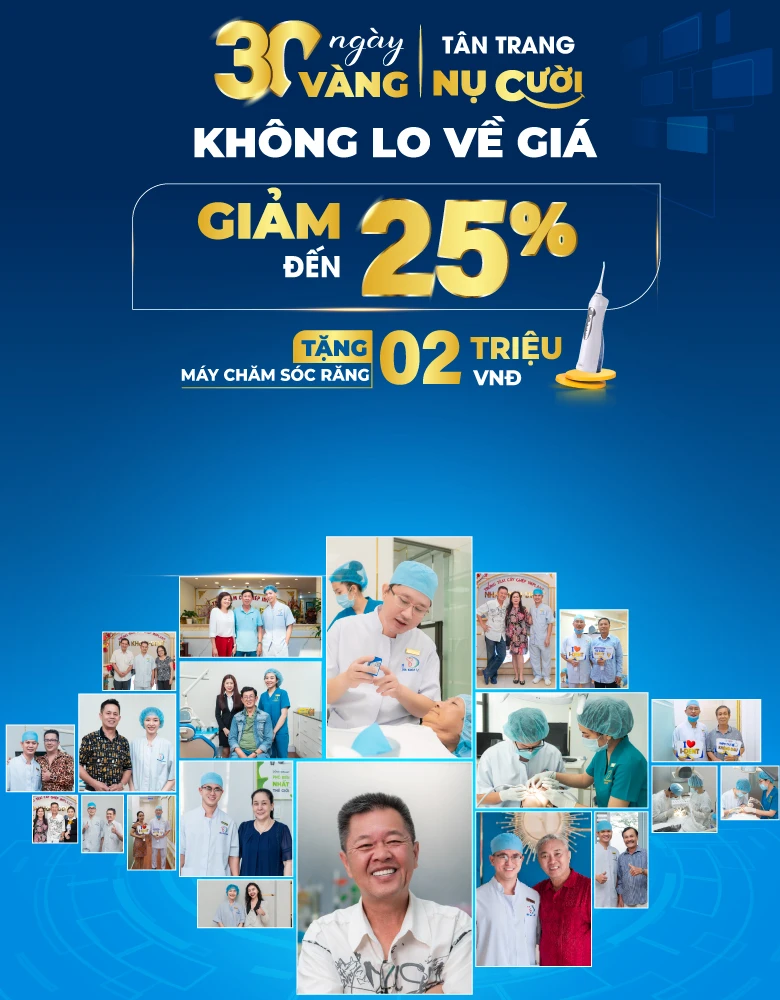 30 ngày VÀNG
TÂN TRANG
NỤ CƯỜI
KHÔNG LO VỀ GIÁ
GIẢM
ĐẾN
25%
TẶNG
MÁY CHĂM SÓC RĂNG
02
TRIỆU
VNĐ